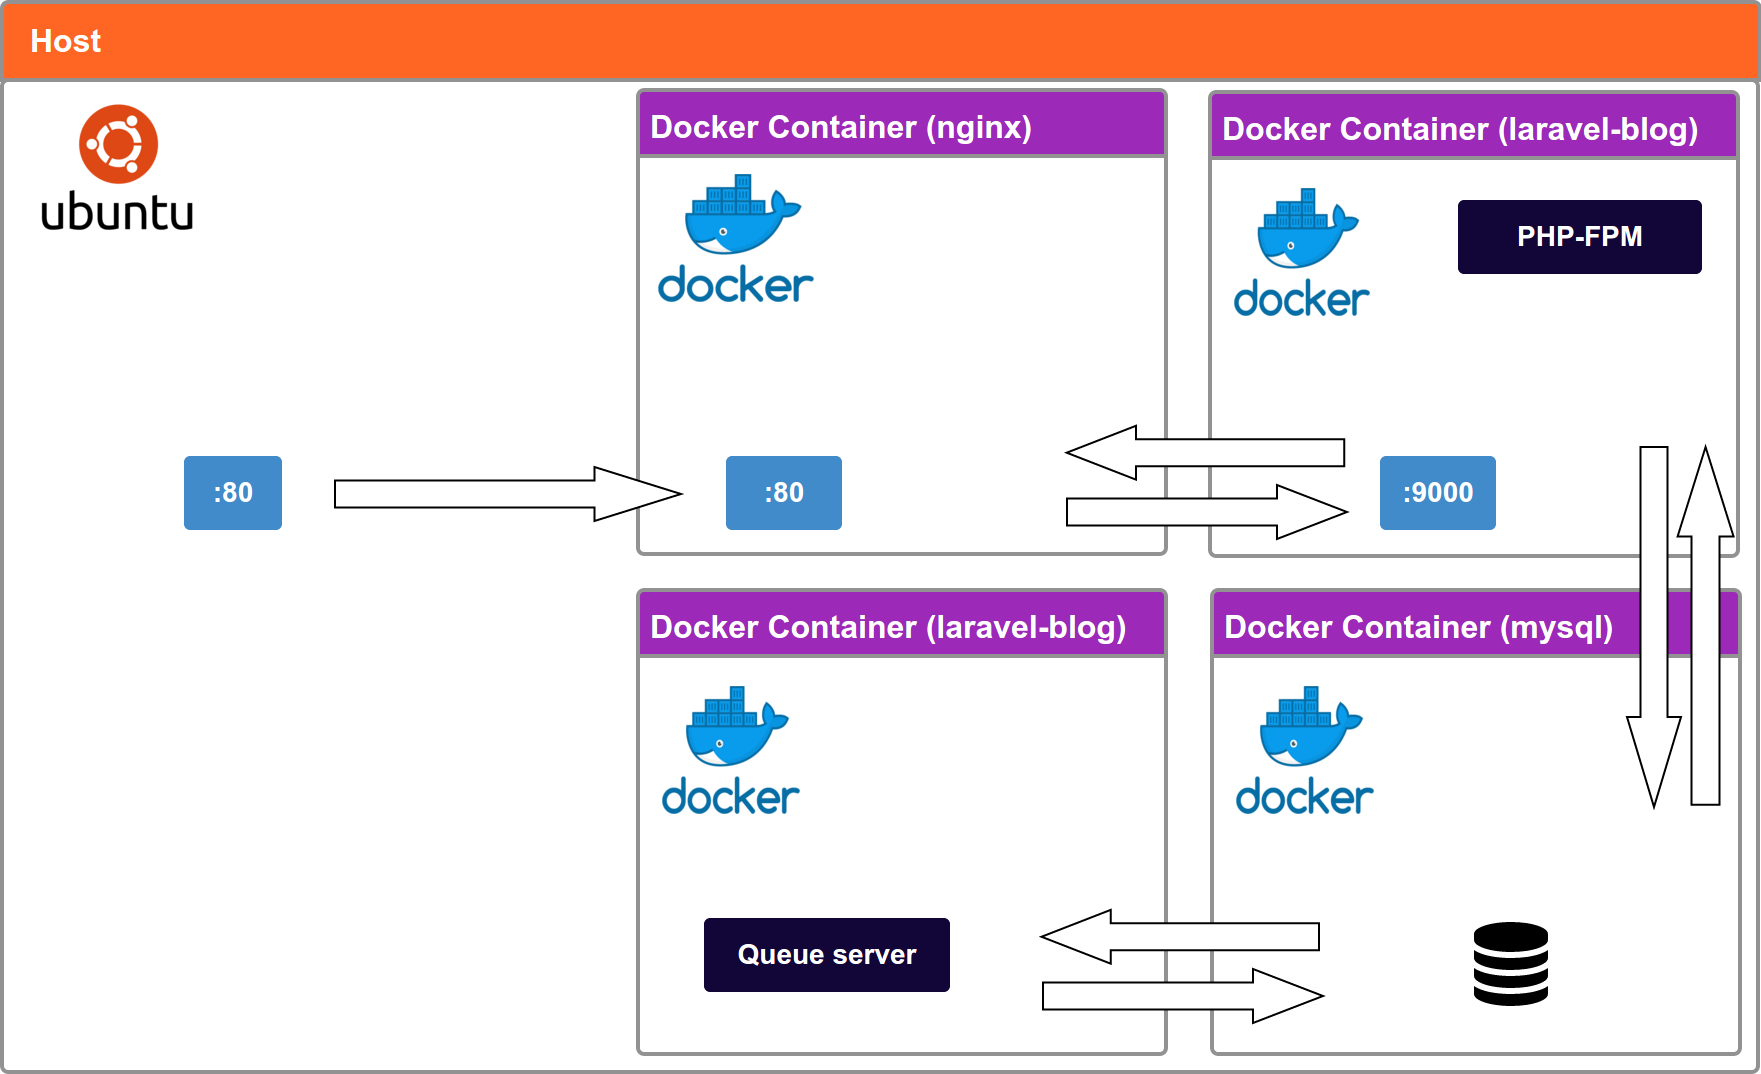 Host
ubuntu
Docker Container (nginx)
docker
:80
:80
Docker Container (laravel-blog)
docker
PHP-FPM
:9000
Docker Container (laravel-blog)
docker
Queue server
Docker Container (mysql)
docker